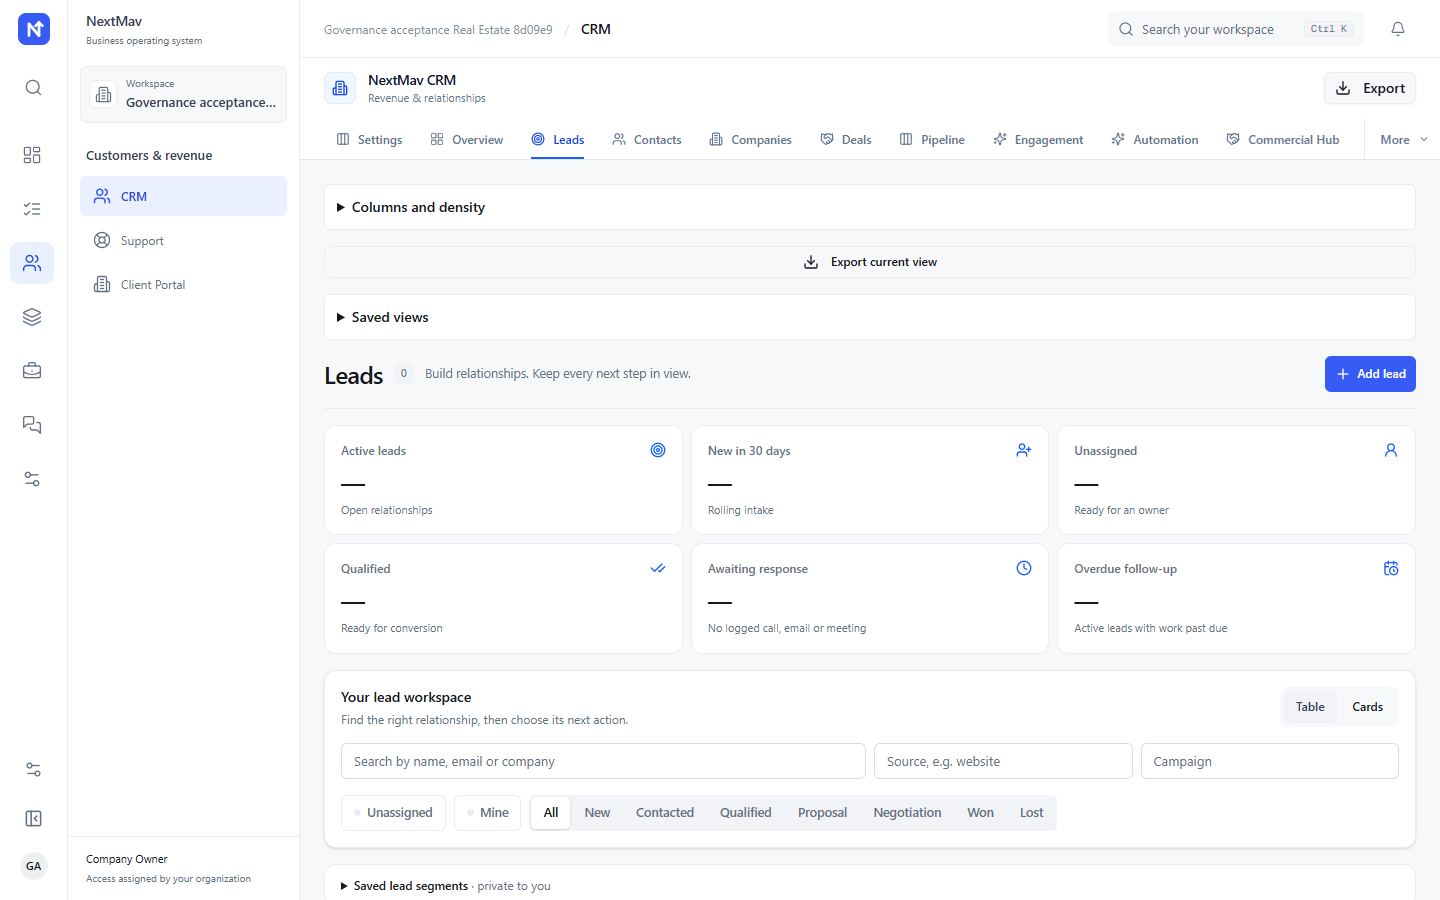 NextMav
Business operating system
Workspace
Governance acceptance...
Customers & revenue
CRM
Support
Client Portal
GA
Company Owner
Access assigned by your organization
Governance acceptance Real Estate 8d09e9 / CRM
Search your workspace Ctrl K
NextMav CRM
Revenue & relationships
Export
Settings Overview Leads Contacts Companies Deals Pipeline Engagement Automation Commercial Hub More
Columns and density
Export current view
Saved views
Leads 0 Build relationships. Keep every next step in view.
Add lead
Active leads
—
Open relationships
New in 30 days
—
Rolling intake
Unassigned
—
Ready for an owner
Qualified
—
Ready for conversion
Awaiting response
—
No logged call, email or meeting
Overdue follow-up
—
Active leads with work past due
Your lead workspace
Find the right relationship, then choose its next action.
Table Cards
Search by name, email or company
Source, e.g. website
Campaign
Unassigned Mine All New Contacted Qualified Proposal Negotiation Won Lost
Saved lead segments · private to you